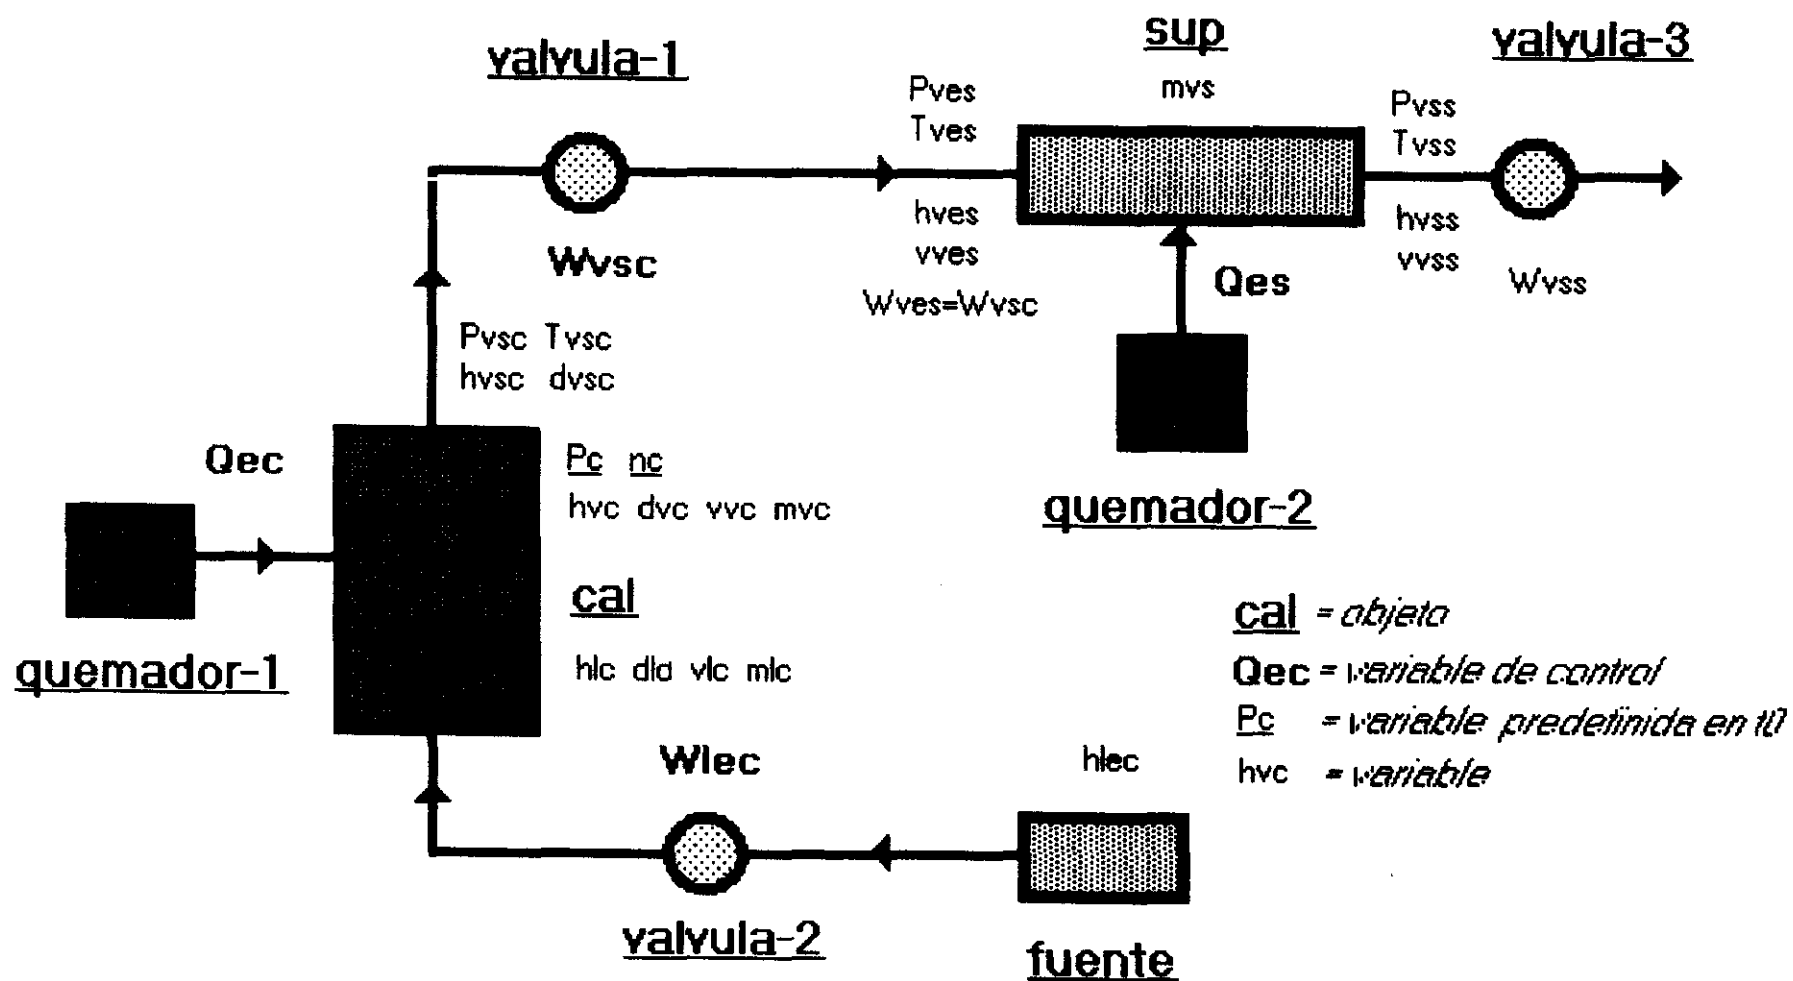 sup
valvula-1
valvula-3
Pves
Tves
mvs
Pvss
Tvss
hves
vves
Wves=Wvsc
hvss
vvss
Wvss
Wvsc
Qes
Pvsc Tvsc
hvsc dvsc
Qec
Pc nc
hvc dvc vvc mvc
quemador-2
cal
hlc dld vlc mlc
quemador-1
cal = objeto
Qec = variable de control
Pc = variable predefinida en t0
hvc = variable
Wlec
hlec
valvula-2
fuente